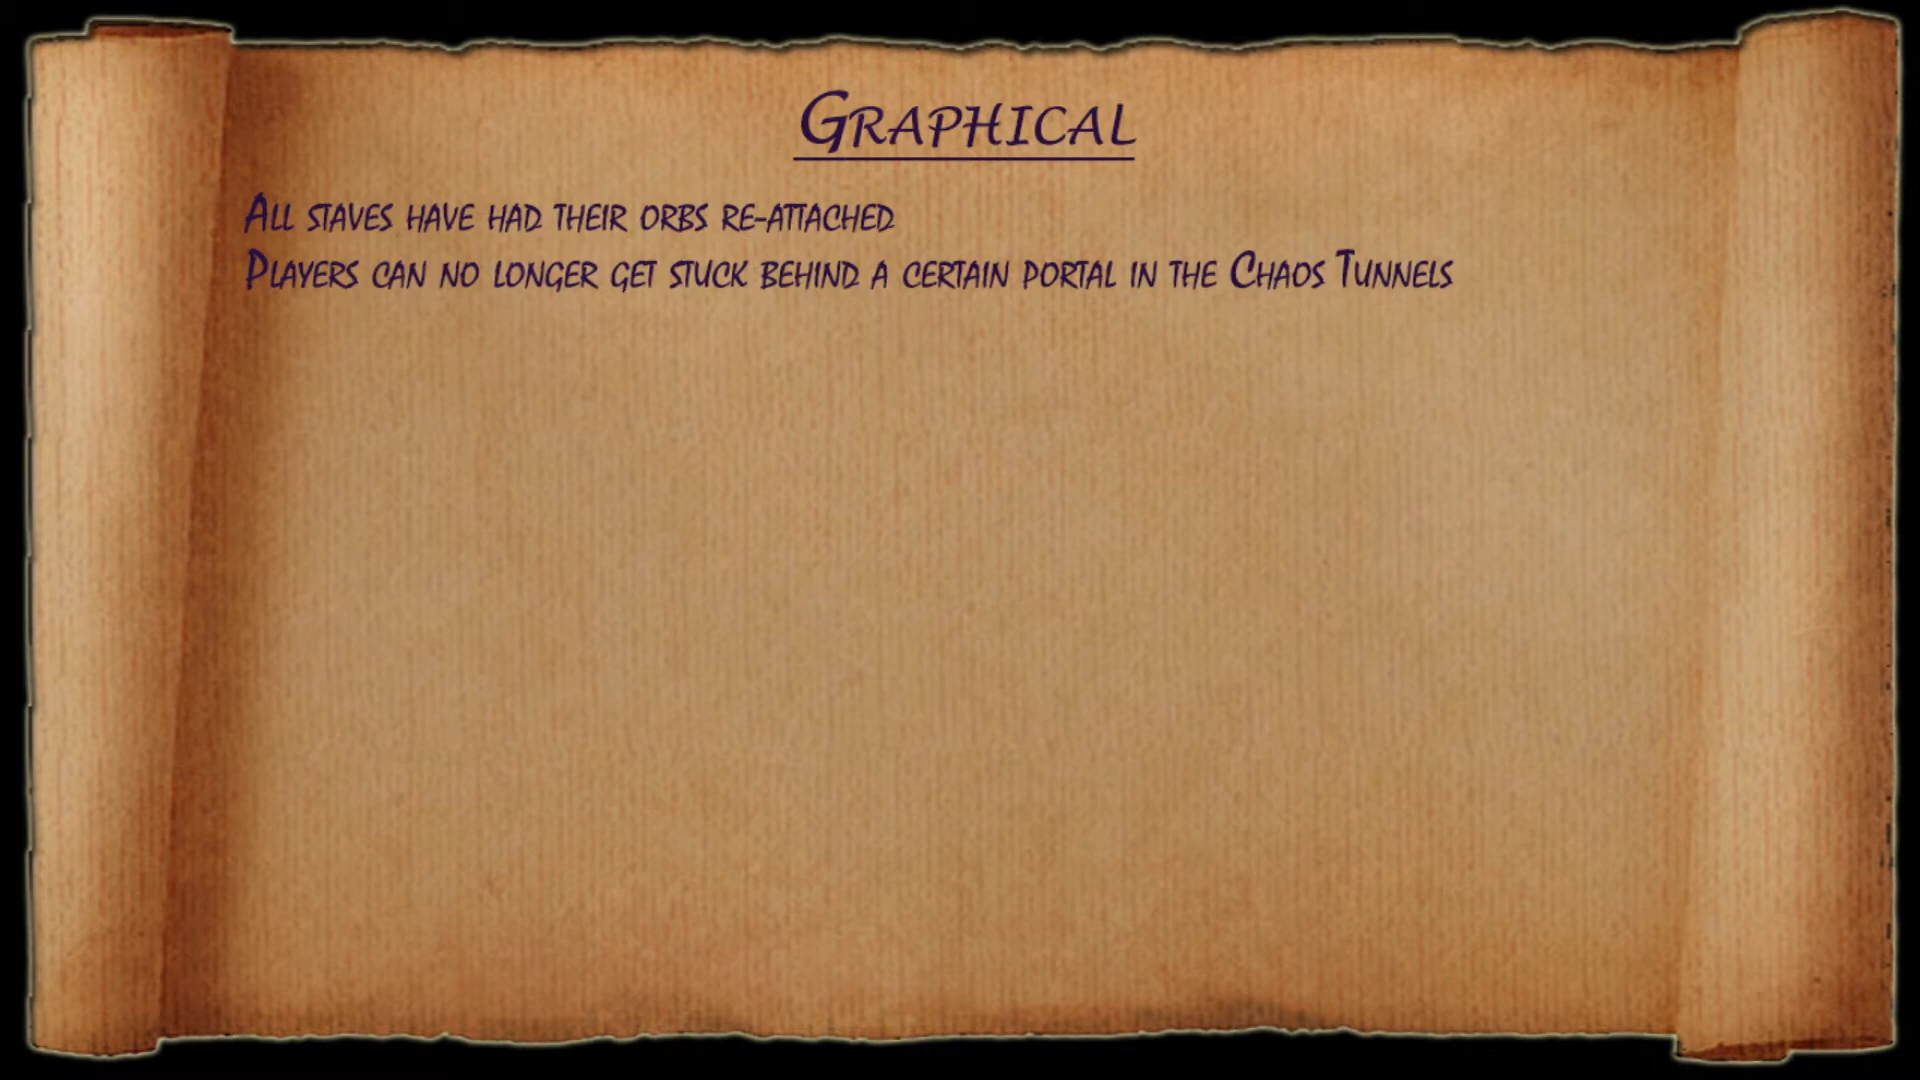 Graphical
All staves have had their orbs re-attached
Players can no longer get stuck behind a certain portal in the Chaos Tunnels